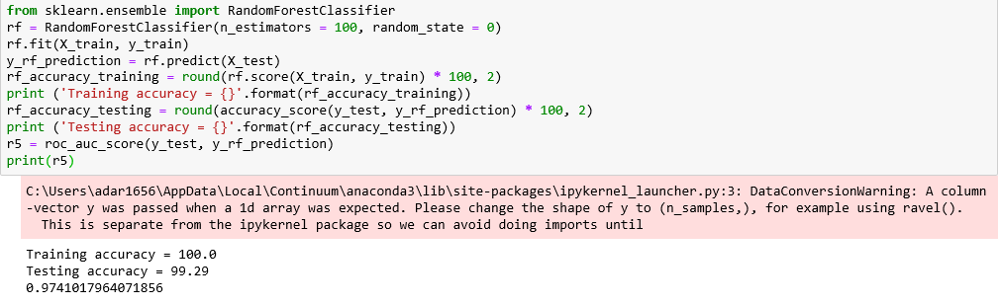 from sklearn.ensemble import RandomForestClassifier
rf = RandomForestClassifier(n_estimators = 100, random_state = 0)
rf.fit(X_train, y_train)
y_rf_prediction = rf.predict(X_test)
rf_accuracy_training = round(rf.score(X_train, y_train) * 100, 2)
print ('Training accuracy = {}'.format(rf_accuracy_training))
rf_accuracy_testing = round(accuracy_score(y_test, y_rf_prediction) * 100, 2)
print ('Testing accuracy = {}'.format(rf_accuracy_testing))
r5 = roc_auc_score(y_test, y_rf_prediction)
print(r5)
C:\Users\adar1656\AppData\Local\Continuum\anaconda3\lib\site-packages\ipykernel_launcher.py:3: DataConversionWarning: A column
-vector y was passed when a 1d array was expected. Please change the shape of y to (n_samples,), for example using ravel().
  This is separate from the ipykernel package so we can avoid doing imports until
Training accuracy = 100.0
Testing accuracy = 99.29
0.9741017964071856